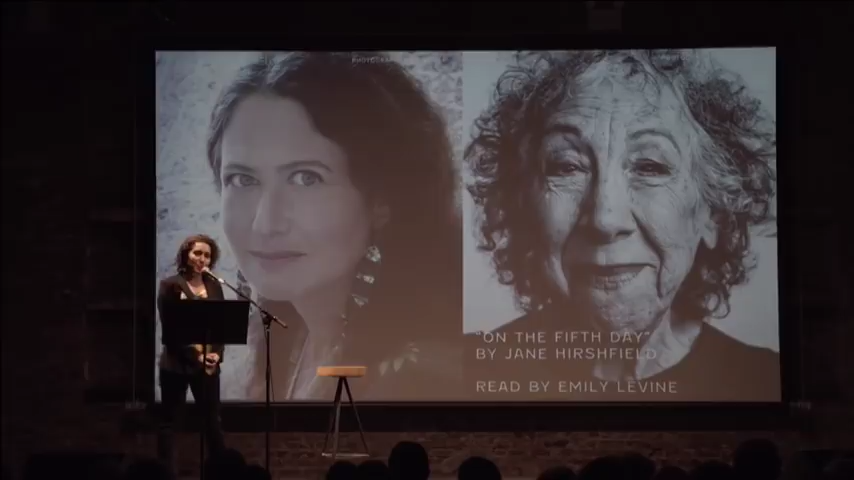 "ON THE FIFTH DAY"
BY JANE HIRSHFIELD
READ BY EMILY LEVINE